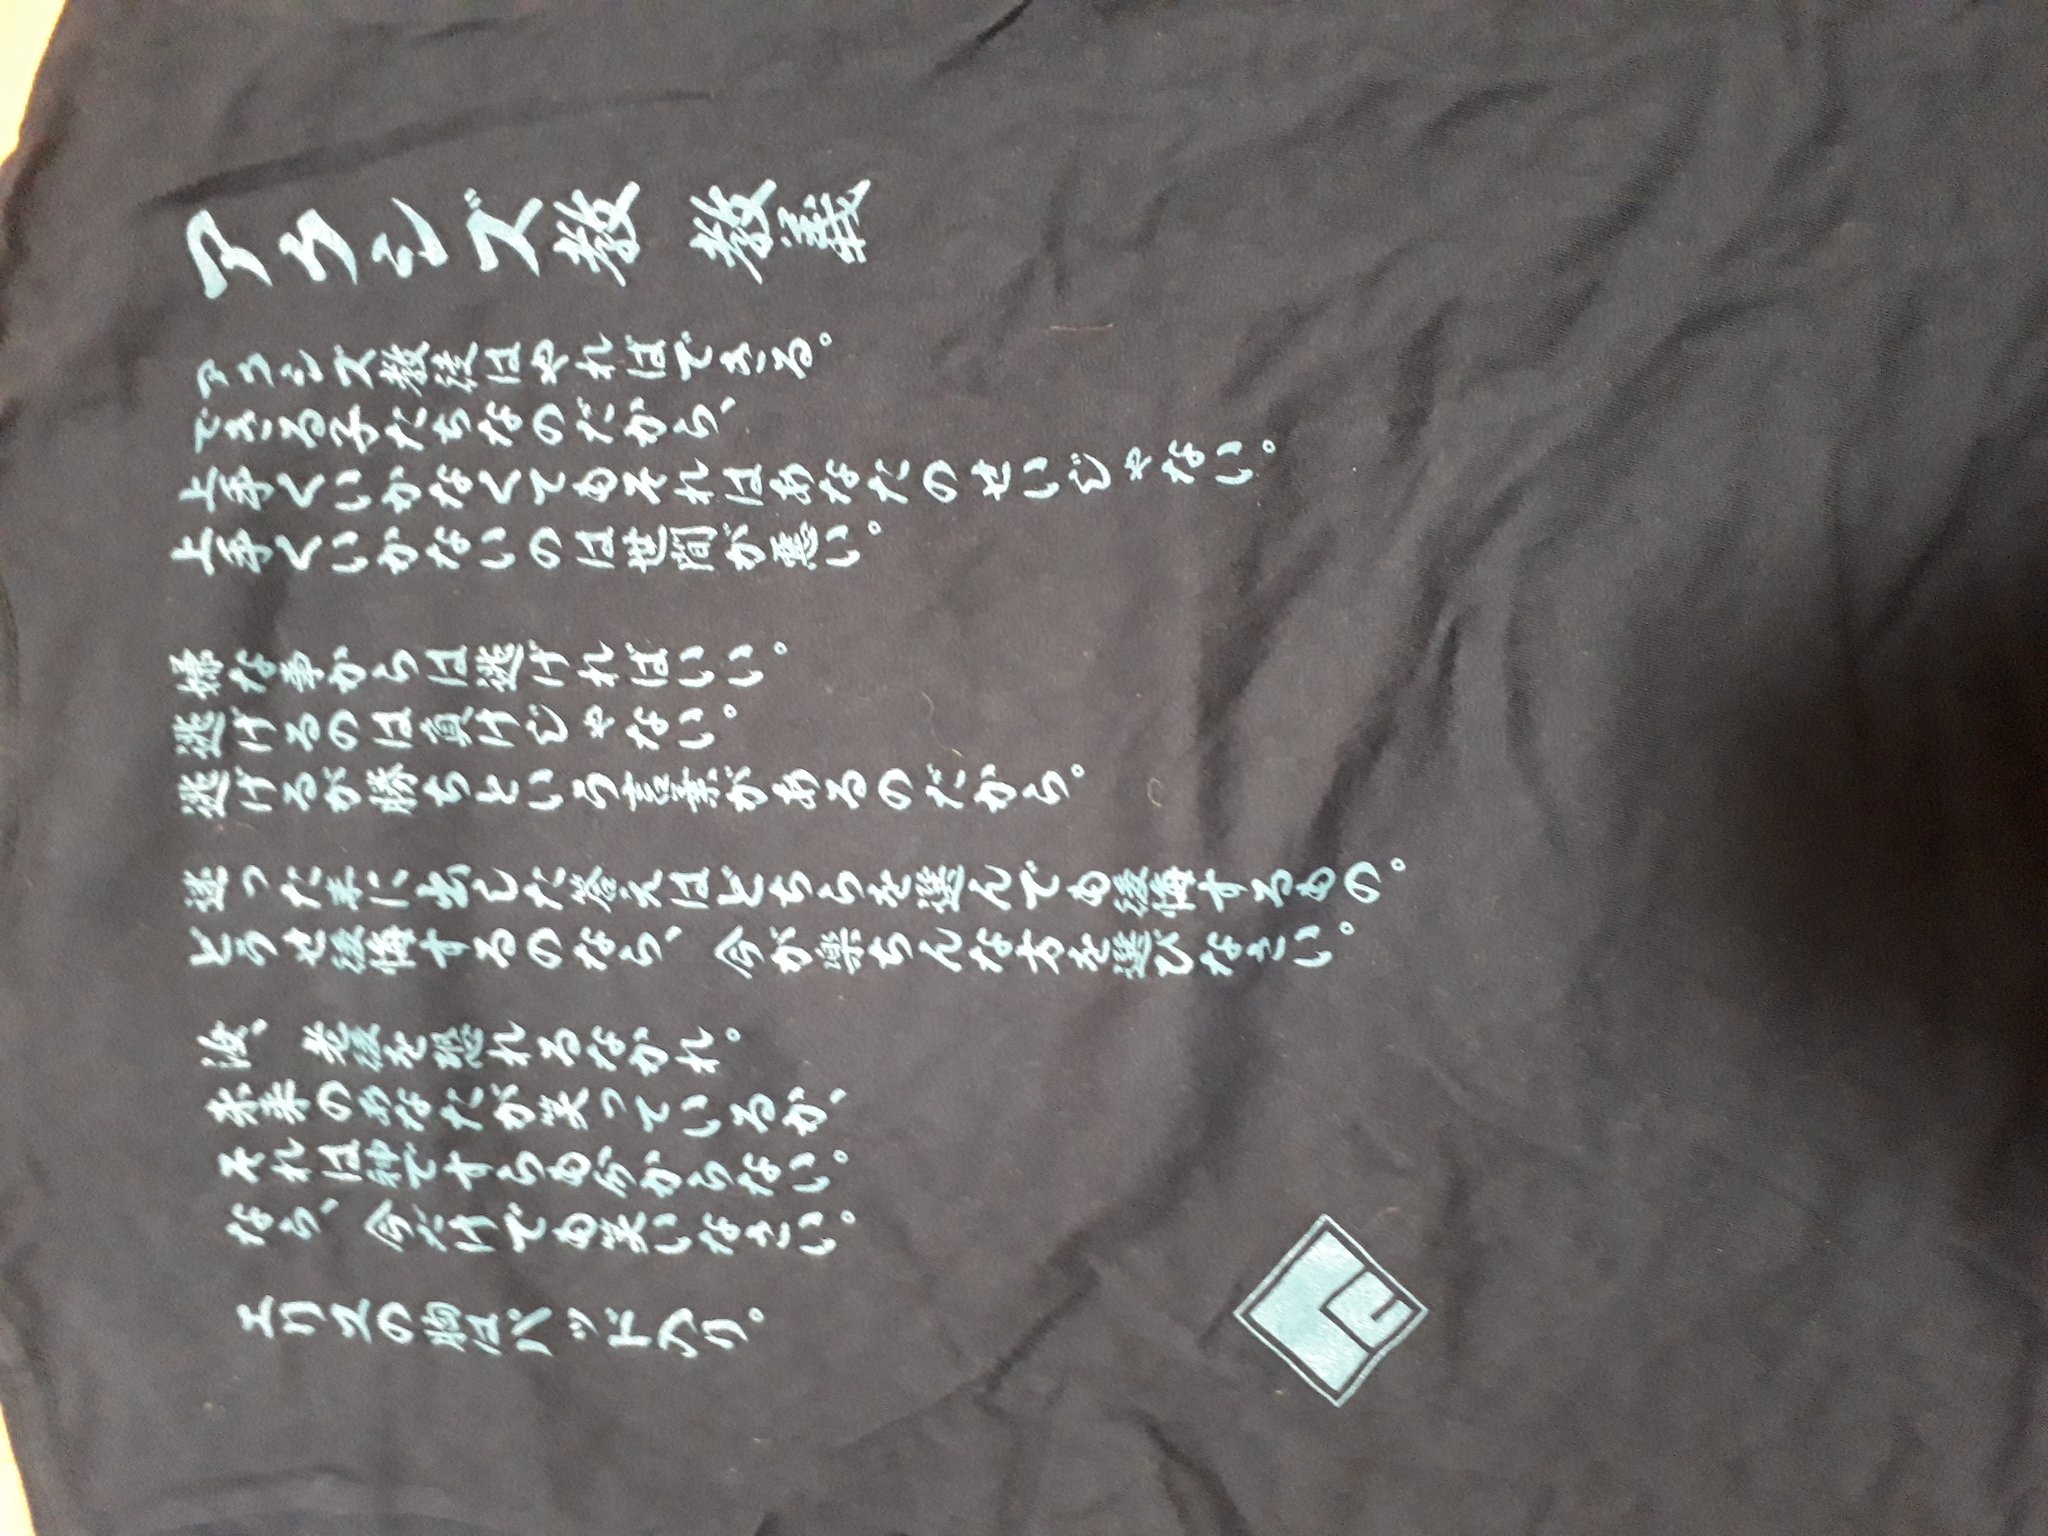 アクシズ教 教義
アクシズ教徒はやればできる。
できる子たちなのだから、
上手くいかなくてもそれはあなたのせいじゃない。
上手くいかないのは世間が悪い。
嫌な事からは逃げればいい。
逃げるのは負けじゃない。
逃げるが勝ちという言葉があるのだから。
迷った末に出した答えはどちらを選んでも後悔するもの。
どうせ後悔するのなら、今が楽ちんな方を選びなさい。
汝、老後を恐れるなかれ。
未来のあなたが笑っているか、
それは神ですらも分からない。
なら、今だけでも笑いなさい。
エリスの胸はパッド入り。